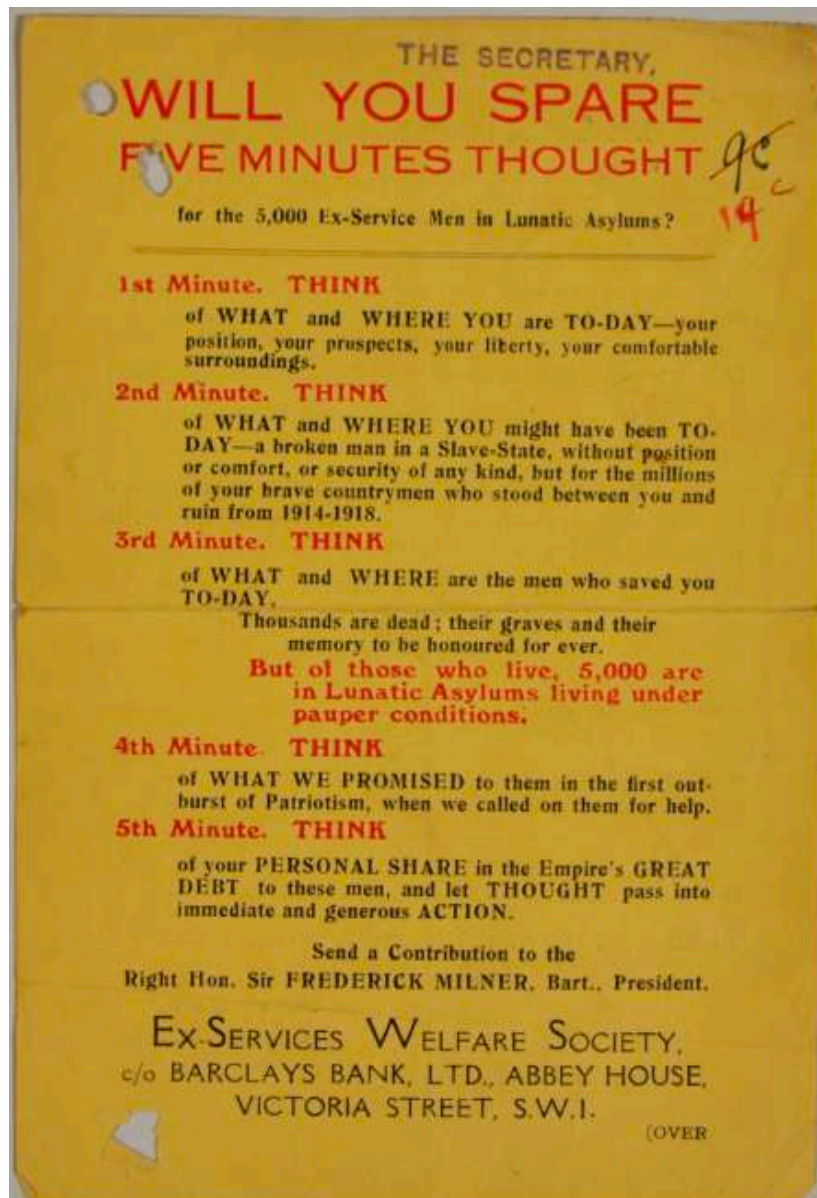 THE SECRETARY,
WILL YOU SPARE
FIVE MINUTES THOUGHT
9c
14 c
for the 5,000 Ex-Service Men in Lunatic Asylums?
1st Minute. THINK
of WHAT and WHERE YOU are TO-DAY—your
position, your prospects, your liberty, your comfortable
surroundings.
2nd Minute. THINK
of WHAT and WHERE YOU might have been TO-
DAY—a broken man in a Slave-State, without position
or comfort, or security of any kind, but for the millions
of your brave countrymen who stood between you and
ruin from 1914-1918.
3rd Minute. THINK
of WHAT and WHERE are the men who saved you
TO-DAY.
Thousands are dead; their graves and their
memory to be honoured for ever.
But of those who live, 5,000 are
in Lunatic Asylums living under
pauper conditions.
4th Minute. THINK
of WHAT WE PROMISED to them in the first out-
burst of Patriotism, when we called on them for help.
5th Minute. THINK
of your PERSONAL SHARE in the Empire's GREAT
DEBT to these men, and let THOUGHT pass into
immediate and generous ACTION.
Send a Contribution to the
Right Hon. Sir FREDERICK MILNER, Bart., President,
EX-SERVICES WELFARE SOCIETY,
c/o BARCLAYS BANK, LTD., ABBEY HOUSE,
VICTORIA STREET, S.W.1.
[OVER